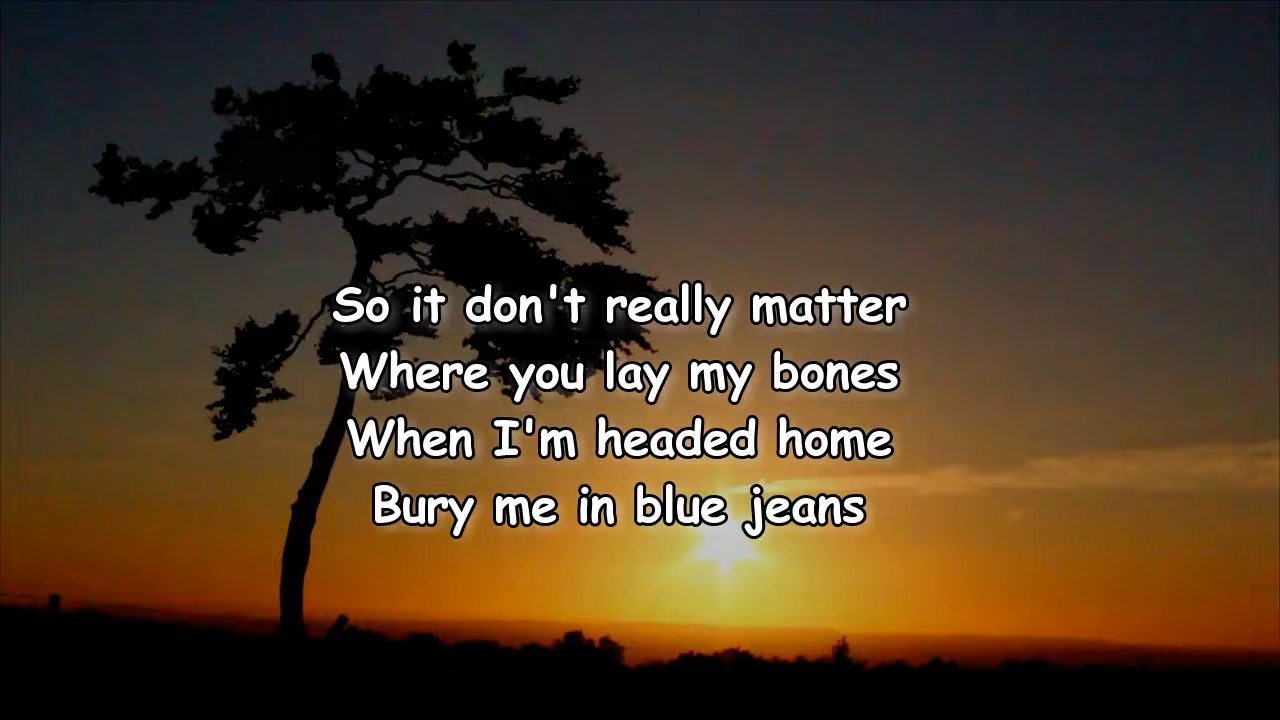 So it don't really matter
Where you lay my bones
When I'm headed home
Bury me in blue jeans